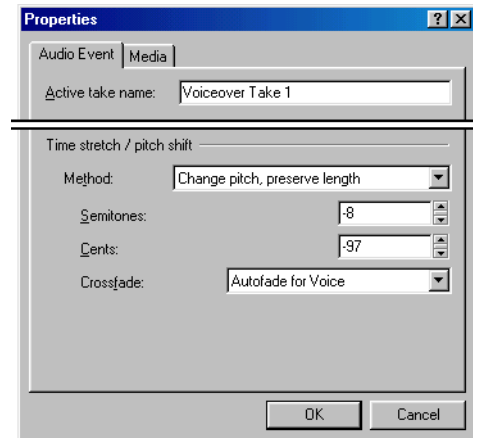 Properties
Audio Event Media
Active take name: Voiceover Take 1
Time stretch / pitch shift
Method: Change pitch, preserve length
Semitones: -8
Cents: -97
Crossfade: Autofade for Voice
OK Cancel